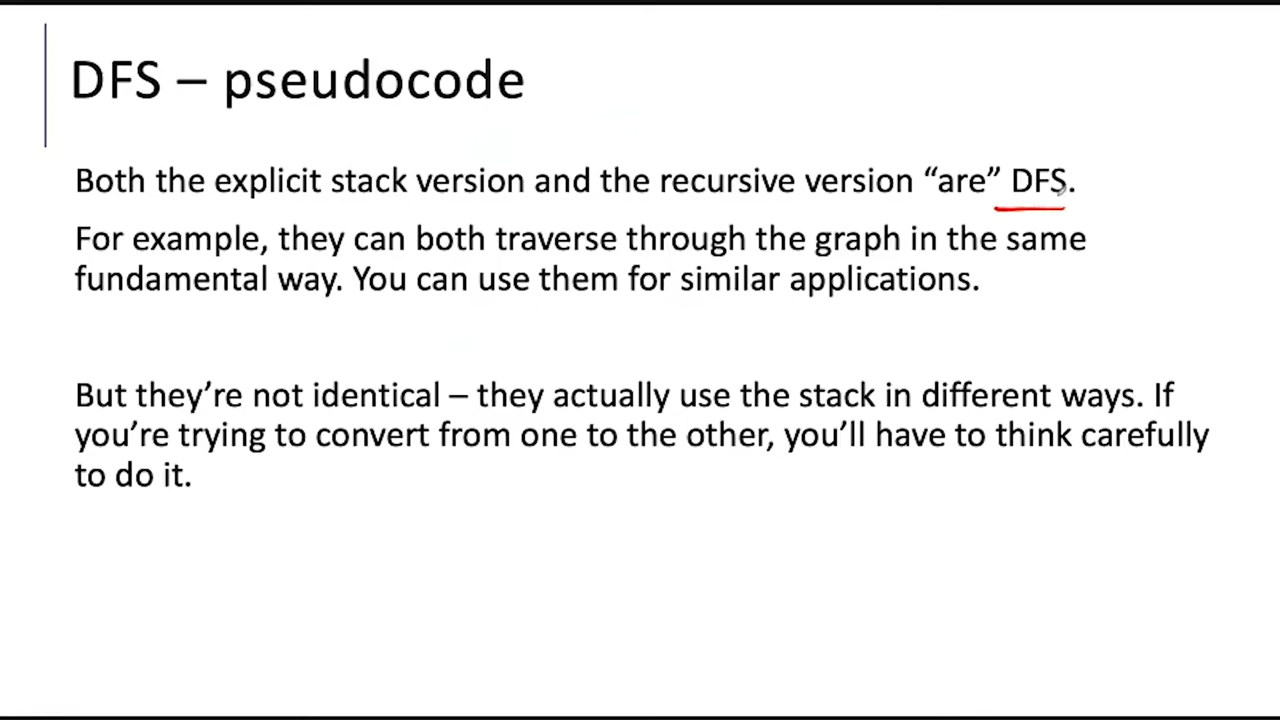 DFS – pseudocode
Both the explicit stack version and the recursive version “are” DFS.
For example, they can both traverse through the graph in the same
fundamental way. You can use them for similar applications.
But they’re not identical – they actually use the stack in different ways. If
you’re trying to convert from one to the other, you’ll have to think carefully
to do it.